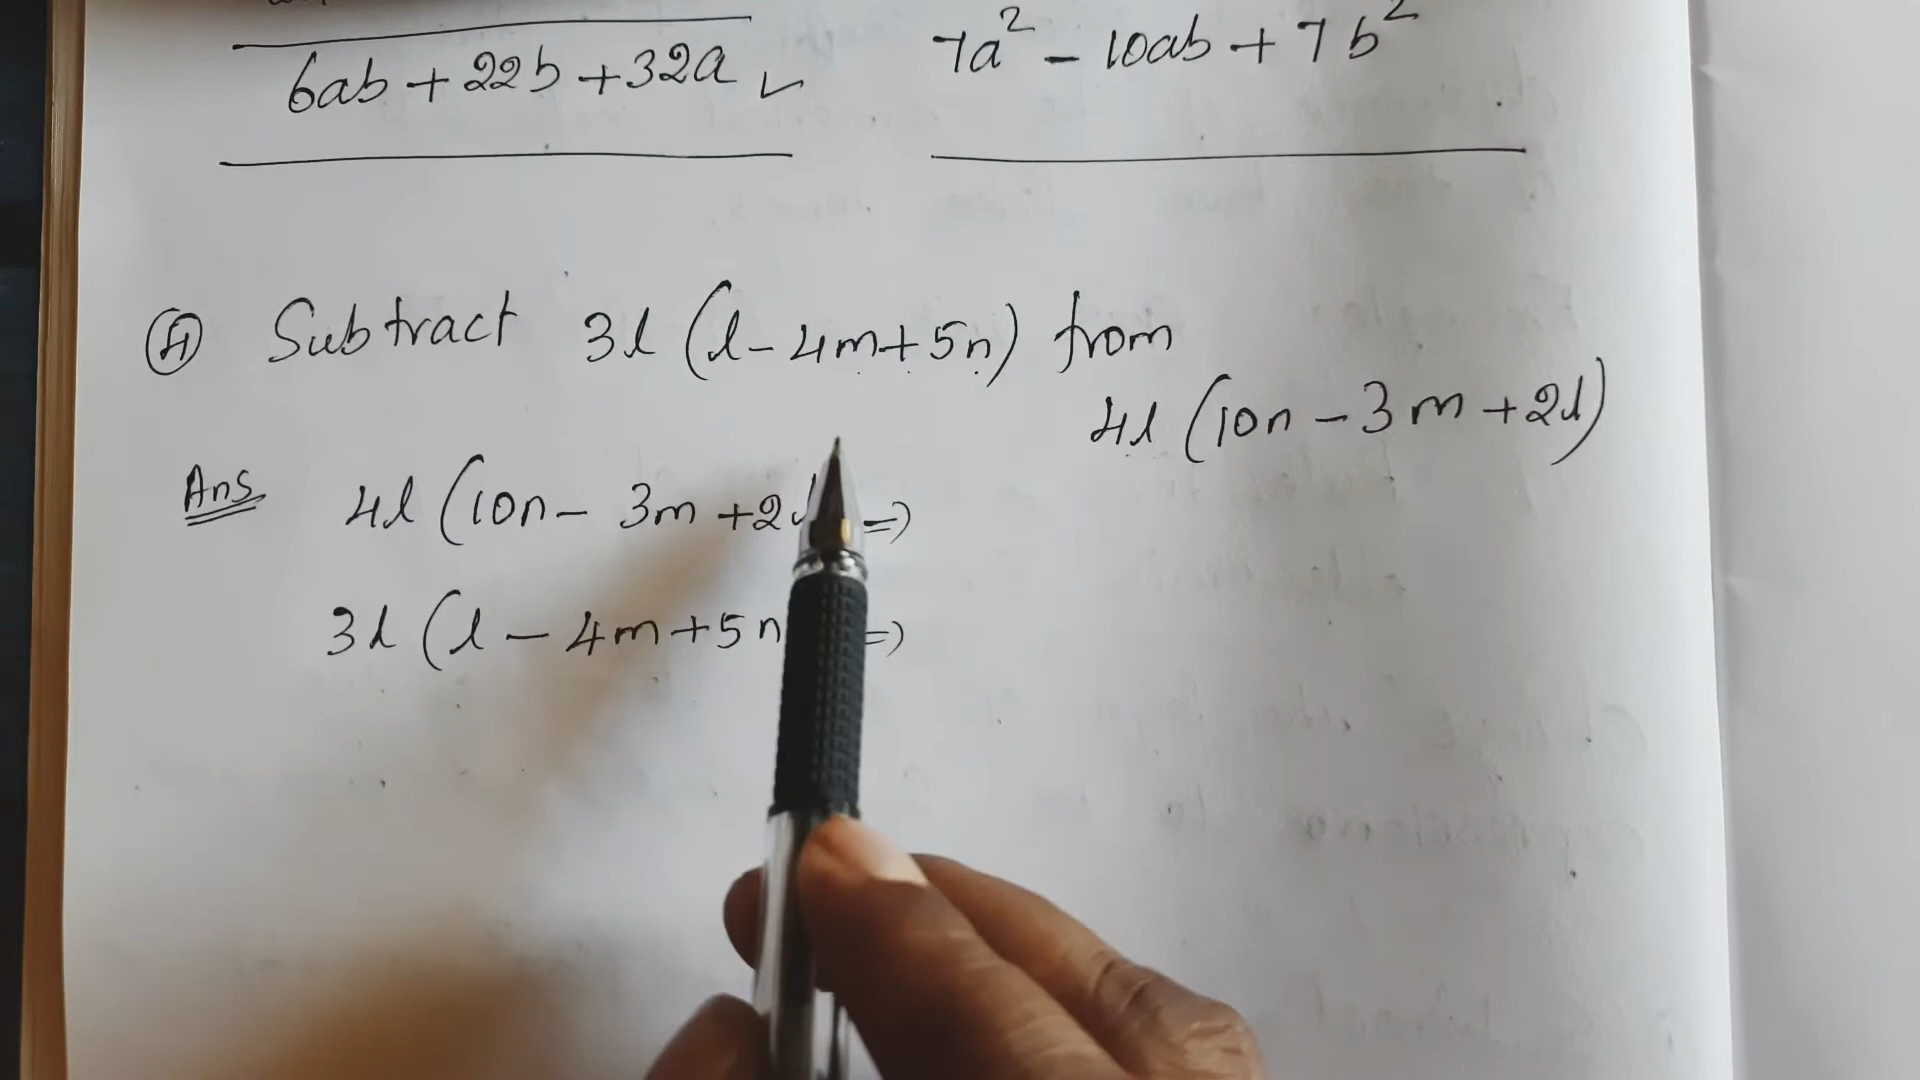 6ab + 22b + 32a ✓
7a² - 10ab + 7b²
④ Subtract 3l (l - 4m + 5n) from
4l (10n - 3m + 2l)
Ans 4l (10n - 3m + 2l ⇒
3l (l - 4m + 5n ⇒